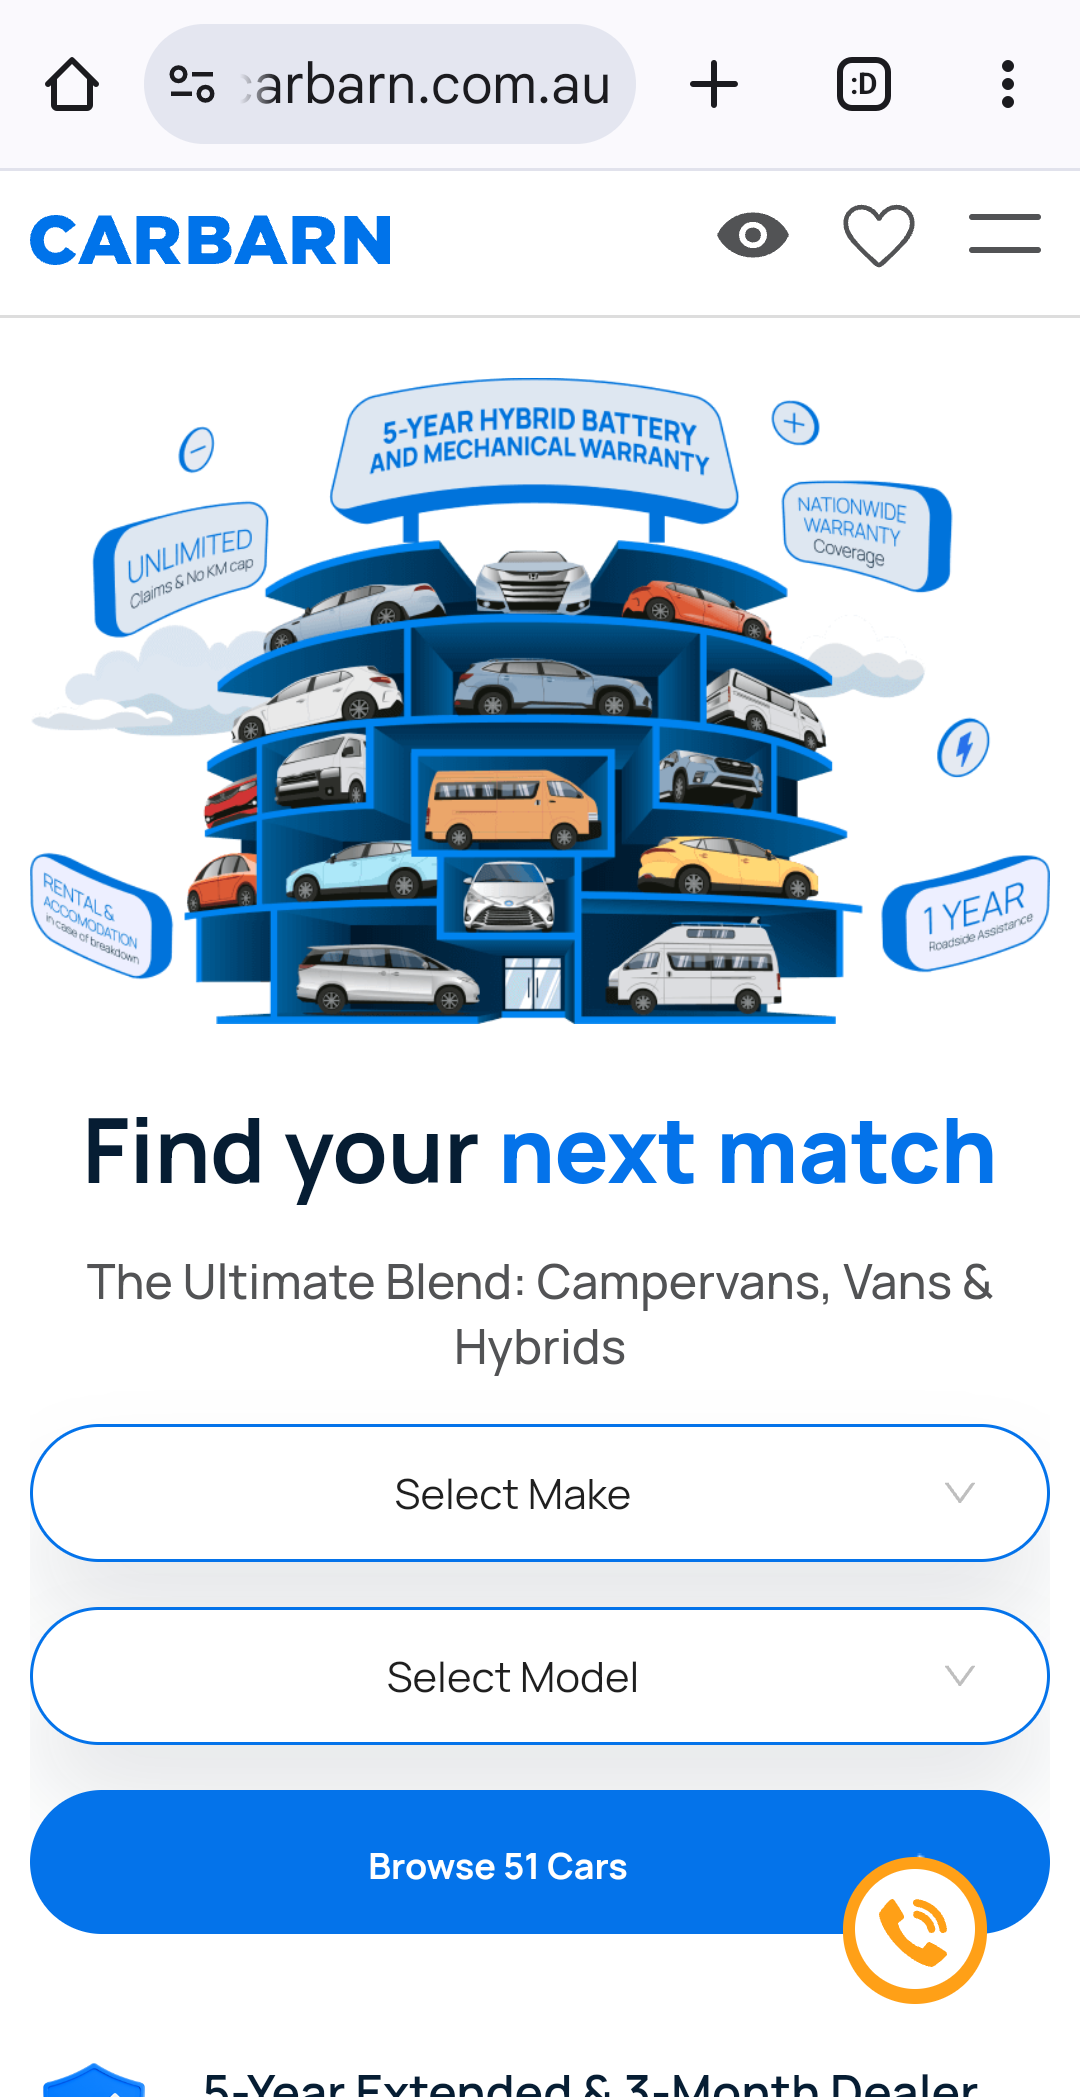 arbarn.com.au
:D
CARBARN
5-YEAR HYBRID BATTERY
AND MECHANICAL WARRANTY
UNLIMITED
Claims & No KM cap
NATIONWIDE
WARRANTY
Coverage
RENTAL &
ACCOMODATION
in case of breakdown
1 YEAR
Roadside Assistance
Find your next match
The Ultimate Blend: Campervans, Vans &
Hybrids
Select Make
Select Model
Browse 51 Cars
5-Year Extended & 3-Month Dealer